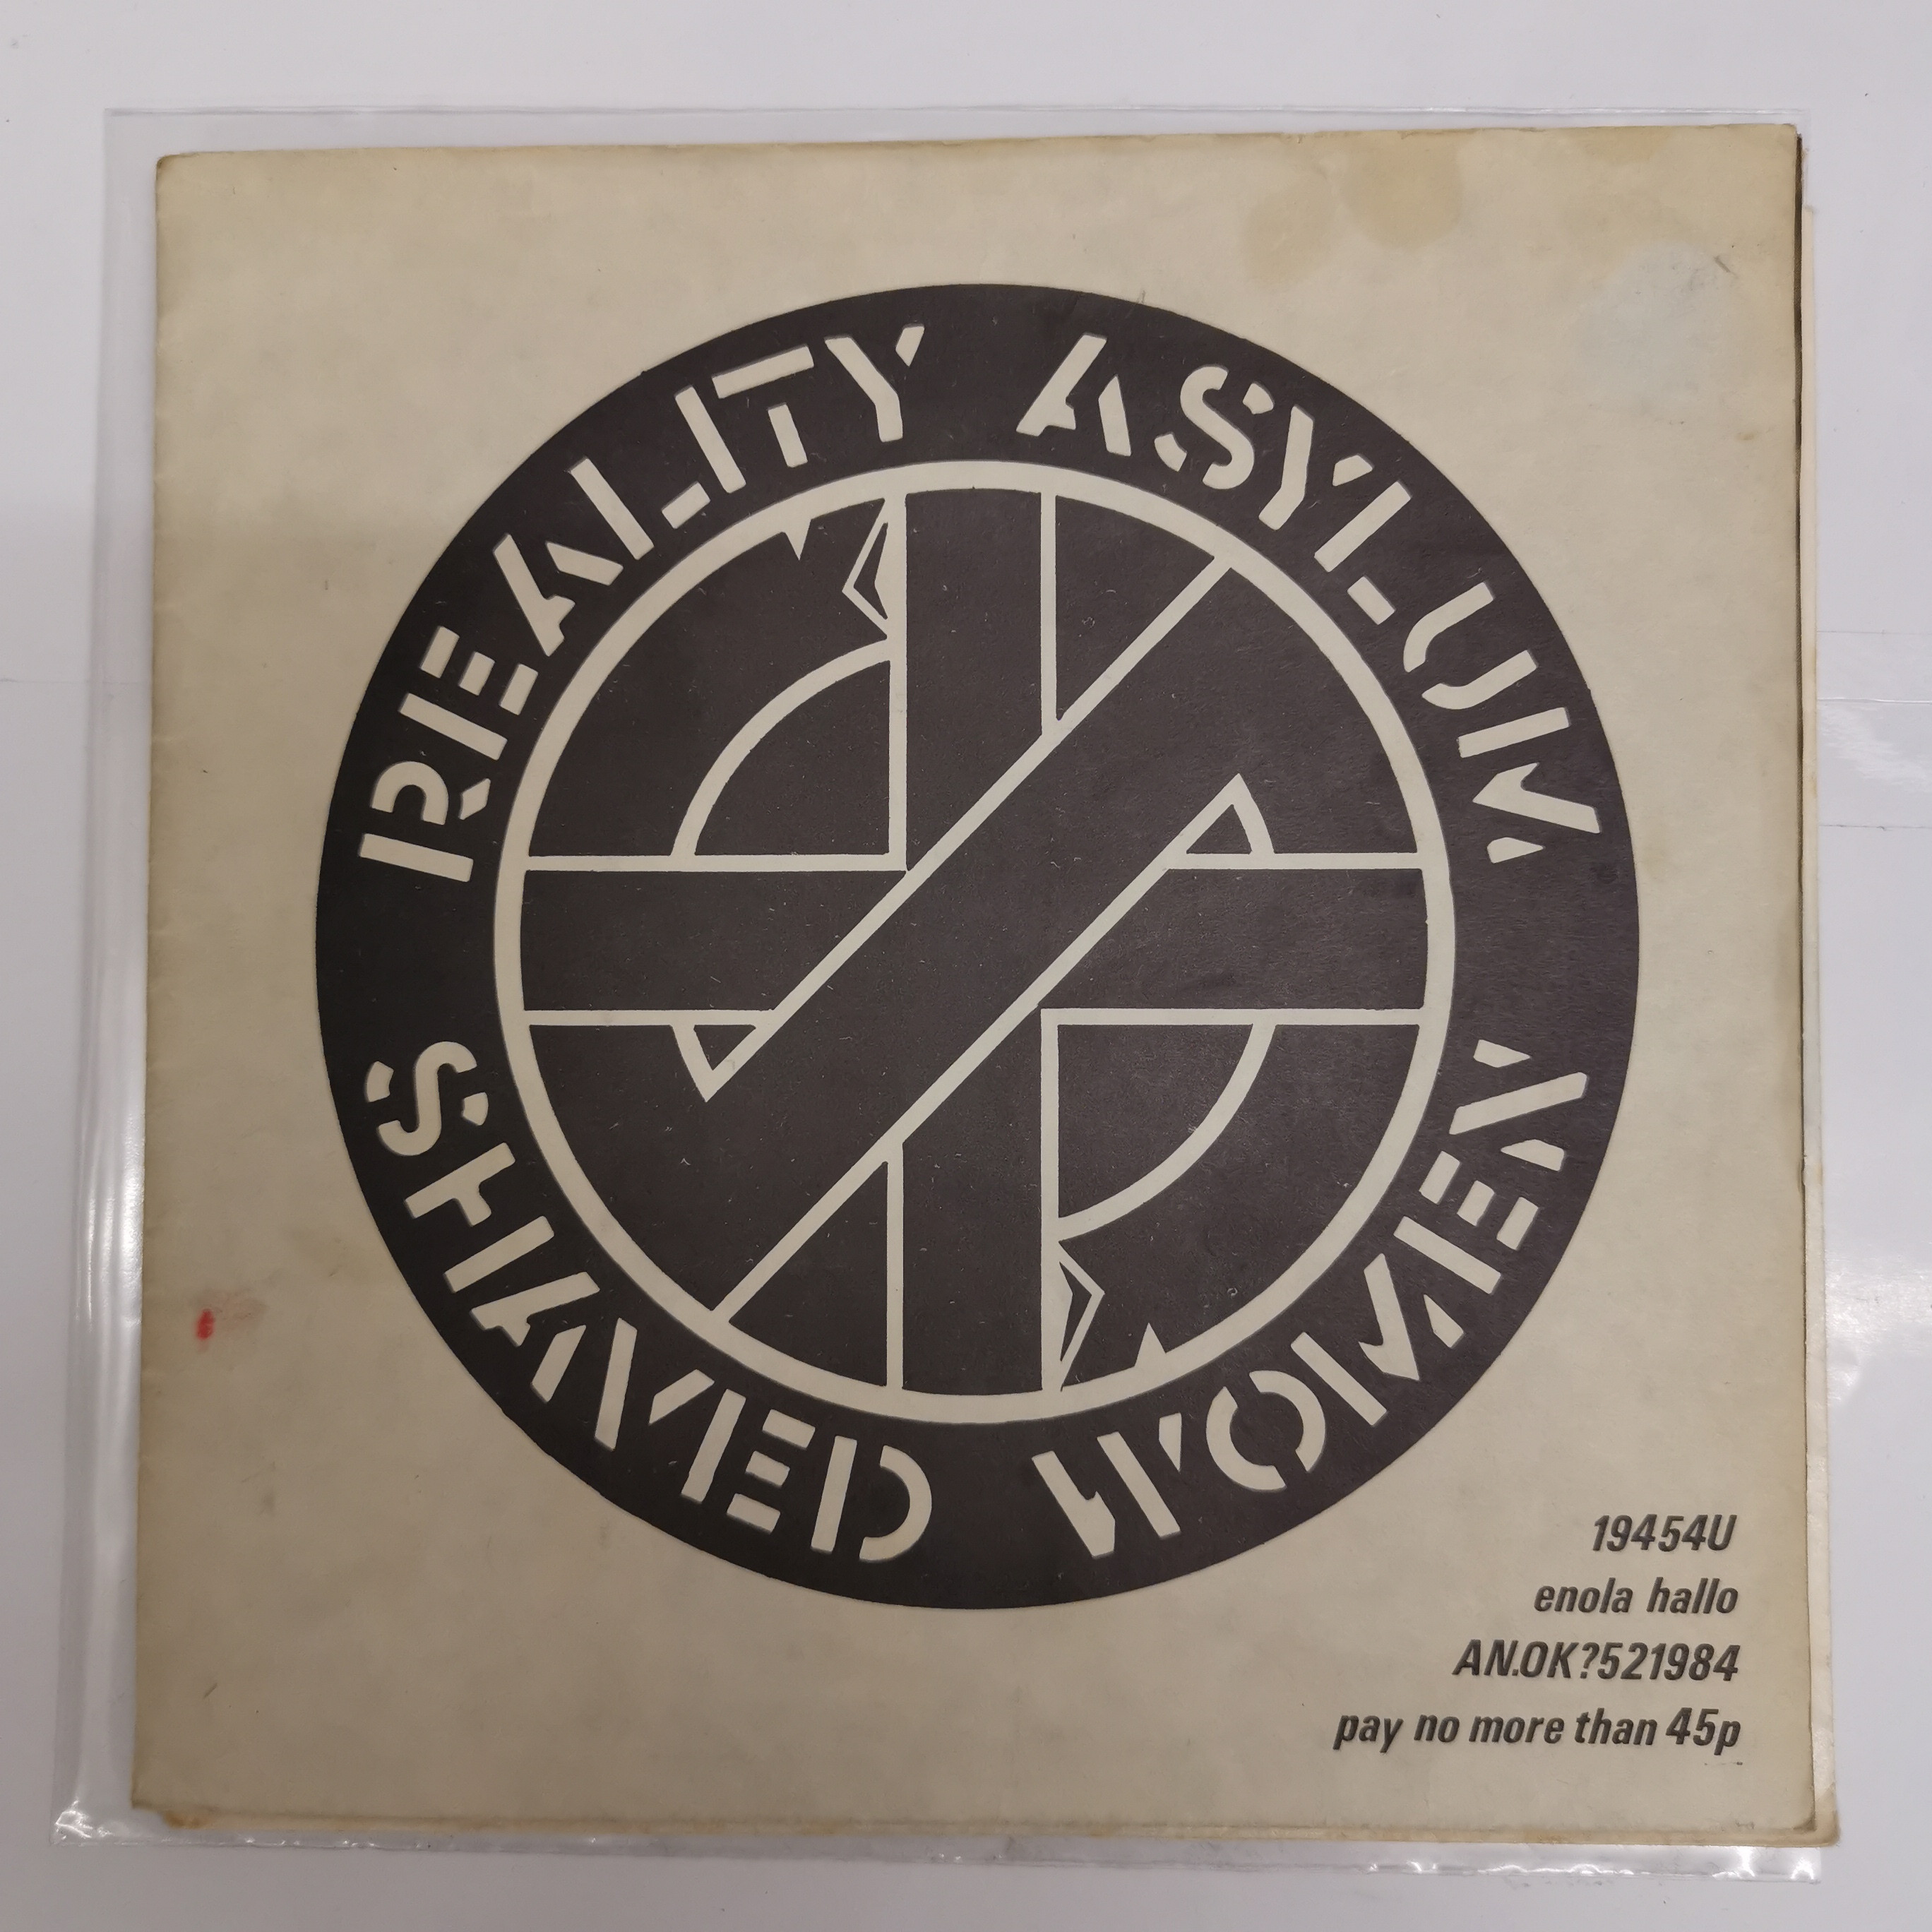 REALITY ASYLUM
SHAVED WOMEN
19454U
enola hallo
AN.OK?521984
pay no more than 45p